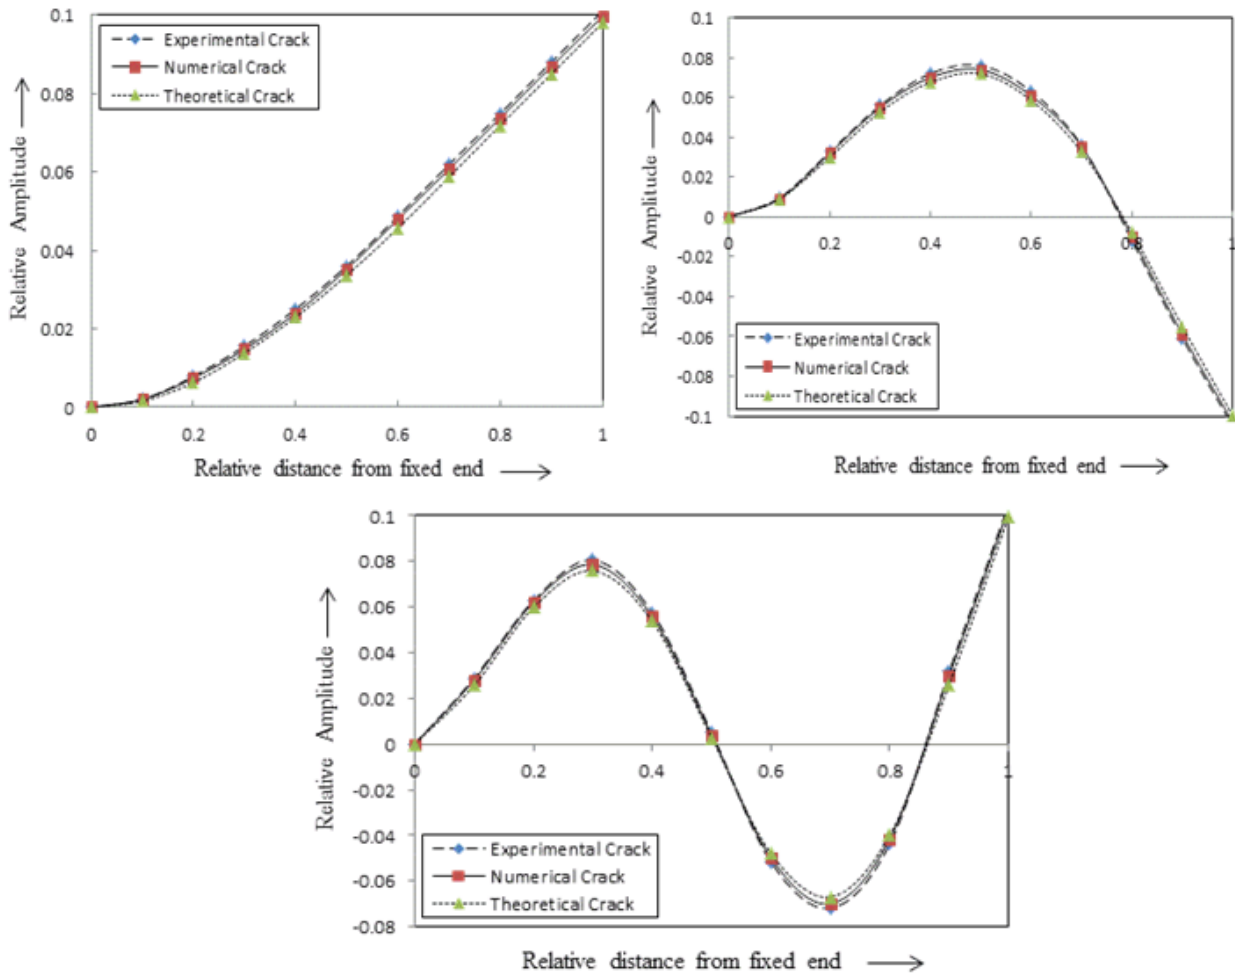 0.1
0.08
0.06
0.04
0.02
0
Relative Amplitude
Experimental Crack
Numerical Crack
Theoretical Crack
0 0.2 0.4 0.6 0.8 1
Relative distance from fixed end
0.1
0.08
0.06
0.04
0.02
0
-0.02
-0.04
-0.06
-0.08
-0.1
Relative Amplitude
0 0.2 0.4 0.6 0.8 1
Experimental Crack
Numerical Crack
Theoretical Crack
Relative distance from fixed end
0.1
0.08
0.06
0.04
0.02
0
-0.02
-0.04
-0.06
-0.08
Relative Amplitude
0 0.2 0.4 0.6 0.8 1
Experimental Crack
Numerical Crack
Theoretical Crack
Relative distance from fixed end